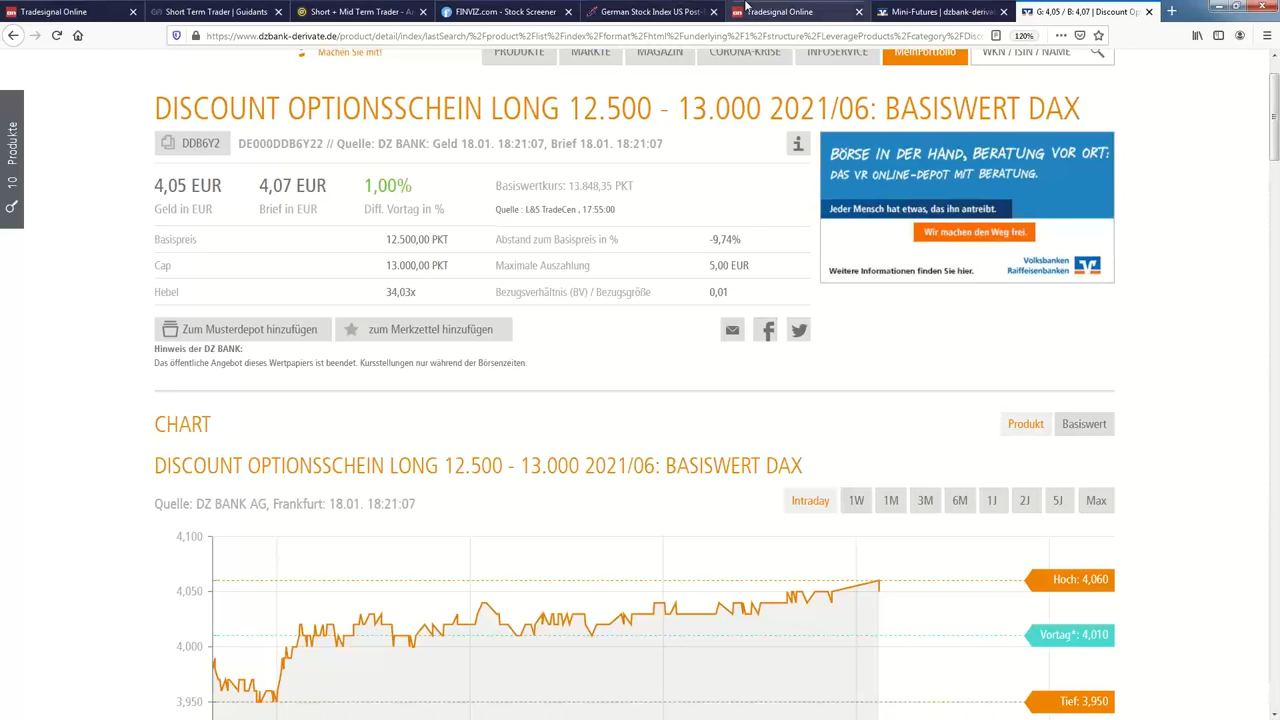 Tradesignal Online
Short Term Trader | Guidants
Short + Mid Term Trader - A
FINVIZ.com - Stock Screener
German Stock Index US Post
Tradesignal Online
Mini-Futures | dzbank-derivate.d
G: 4,05 / B: 4,07 | Discount Op
https://www.dzbank-derivate.de/product/detail/index/lastSearch/%2Fproduct%2Flist%2Findex%2Fformat%2Fhtml%2Funderlying%2F1%2Fstructure%2FLeverageProducts%2Fcategory%2FDisc
120%
Machen Sie mit!
PRODUKTE
MÄRKTE
MAGAZIN
CORONA-KRISE
INFOSERVICE
MeinPortfolio
WKN / ISIN / NAME
10 Produkte
DISCOUNT OPTIONSSCHEIN LONG 12.500 - 13.000 2021/06: BASISWERT DAX
DDB6Y2 DE000DDB6Y22 // Quelle: DZ BANK: Geld 18.01. 18:21:07, Brief 18.01. 18:21:07
4,05 EUR 4,07 EUR 1,00% Basiswertkurs: 13.848,35 PKT
Geld in EUR Brief in EUR Diff. Vortag in % Quelle : L&S TradeCen , 17:55:00
Basispreis 12.500,00 PKT Abstand zum Basispreis in % -9,74%
Cap 13.000,00 PKT Maximale Auszahlung 5,00 EUR
Hebel 34,03x Bezugsverhältnis (BV) / Bezugsgröße 0,01
BÖRSE IN DER HAND, BERATUNG VOR ORT:
DAS VR ONLINE-DEPOT MIT BERATUNG.
Jeder Mensch hat etwas, das ihn antreibt.
Wir machen den Weg frei.
Weitere Informationen finden Sie hier.
Volksbanken
Raiffeisenbanken
Zum Musterdepot hinzufügen
zum Merkzettel hinzufügen
Hinweis der DZ BANK:
Das öffentliche Angebot dieses Wertpapiers ist beendet. Kursstellungen nur während der Börsenzeiten.
CHART
Produkt
Basiswert
DISCOUNT OPTIONSSCHEIN LONG 12.500 - 13.000 2021/06: BASISWERT DAX
Quelle: DZ BANK AG, Frankfurt: 18.01. 18:21:07
Intraday 1W 1M 3M 6M 1J 2J 5J Max
4,100
4,050
4,000
3,950
Hoch: 4,060
Vortag*: 4,010
Tief: 3,950